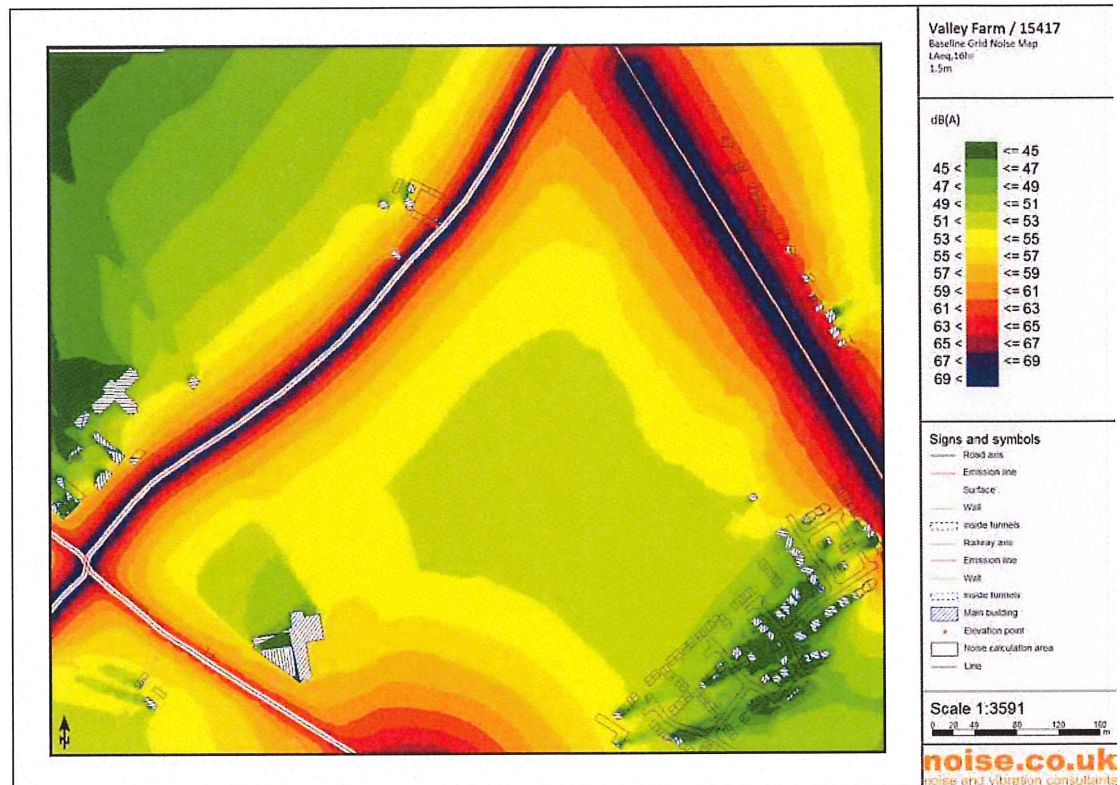 Valley Farm / 15417
Baseline Grid Noise Map
LAeq,16hr
1.5m
dB(A)
<= 45
45 < <= 47
47 < <= 49
49 < <= 51
51 < <= 53
53 < <= 55
55 < <= 57
57 < <= 59
59 < <= 61
61 < <= 63
63 < <= 65
65 < <= 67
67 < <= 69
69 <
Signs and symbols
Road axis
Emission line
Surface
Wall
Inside tunnels
Railway axis
Emission line
Wall
Inside tunnels
Main building
Elevation point
Noise calculation area
Line
Scale 1:3591
0 20 40 80 120 160
m
noise.co.uk
noise and vibration consultants